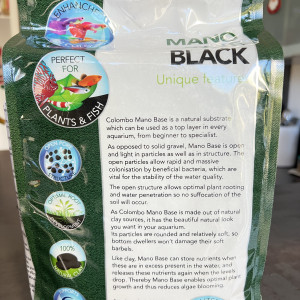 ENHANCE
MANO
BLACK
Unique feature
PERFECT
FOR
PLANTS & FISH
Colombo Mano Base is a natural substrate
which can be used as a top layer in every
aquarium, from beginner to specialist.
As opposed to solid gravel, Mano Base is open
and light in particles as well as in structure. This
open particles allow rapid and massive
colonisation by beneficial bacteria, which are
vital for the stability of the water quality.
The open structure allows optimal plant rooting
and water penetration so no suffocation of the
soil will occur.
As Colombo Mano Base is made out of natural
clay sources, it has the beautiful natural look
you want in your aquarium.
Its particles are rounded and relatively soft, so
bottom dwellers won't damage their soft
barbels.
Like clay, Mano Base can store nutrients when
these are in excess present in the water, and
releases these nutrients again when the levels
drop. Thereby Mano Base enables optimal plant
growth and thus reduces algae blooming.
100%